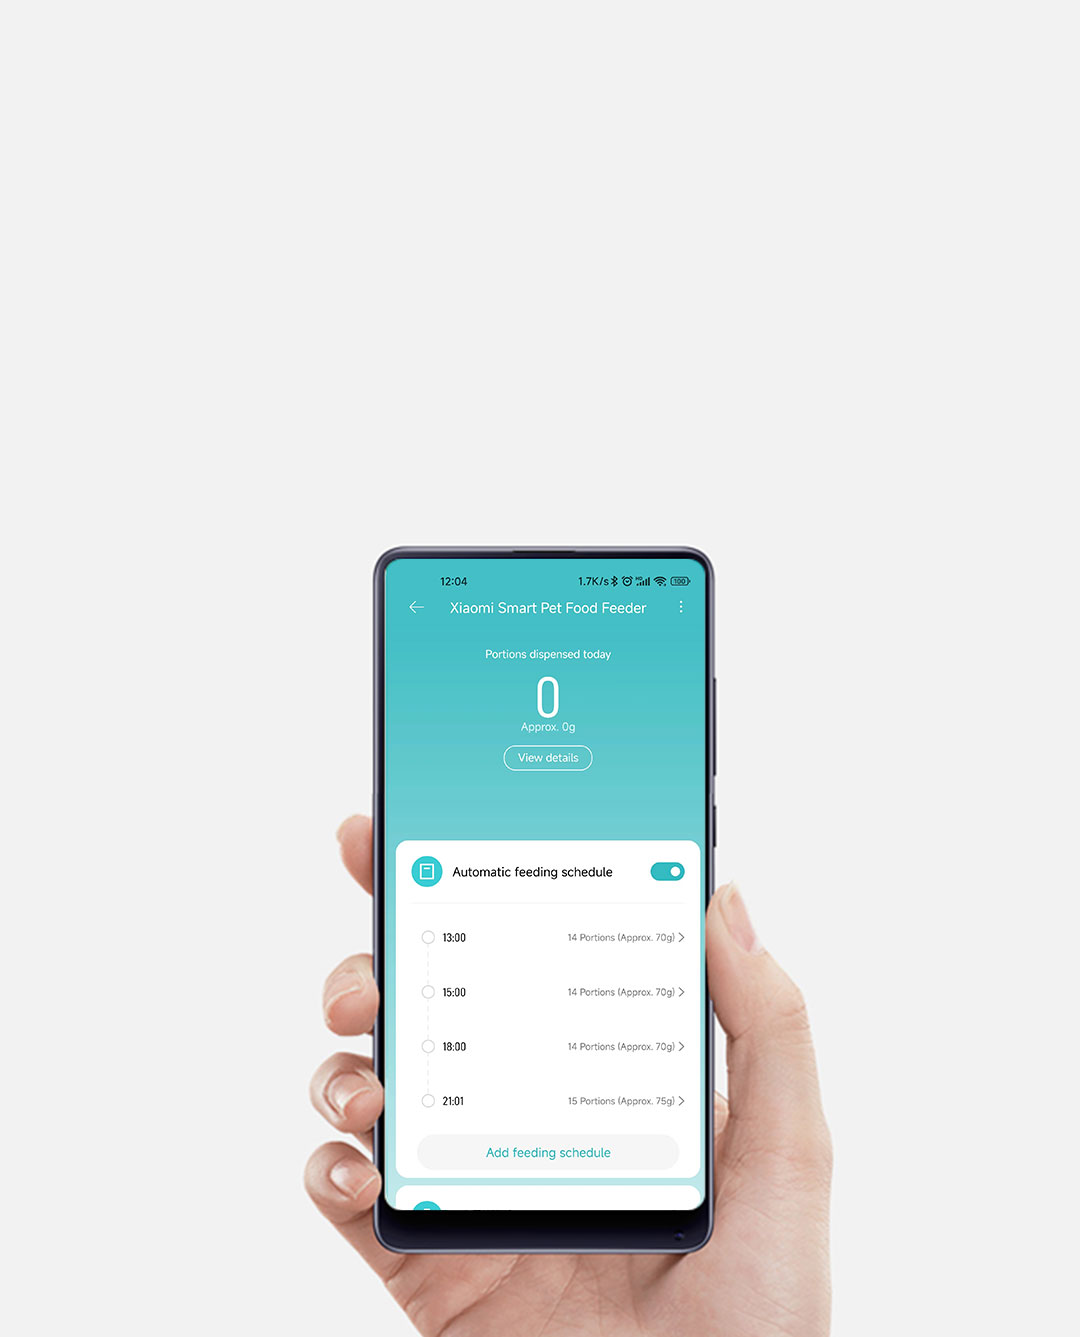 12:04 1.7K/s HD 100
Xiaomi Smart Pet Food Feeder
Portions dispensed today
0
Approx. 0g
View details
Automatic feeding schedule
13:00 14 Portions (Approx. 70g)
15:00 14 Portions (Approx. 70g)
18:00 14 Portions (Approx. 70g)
21:01 15 Portions (Approx. 75g)
Add feeding schedule